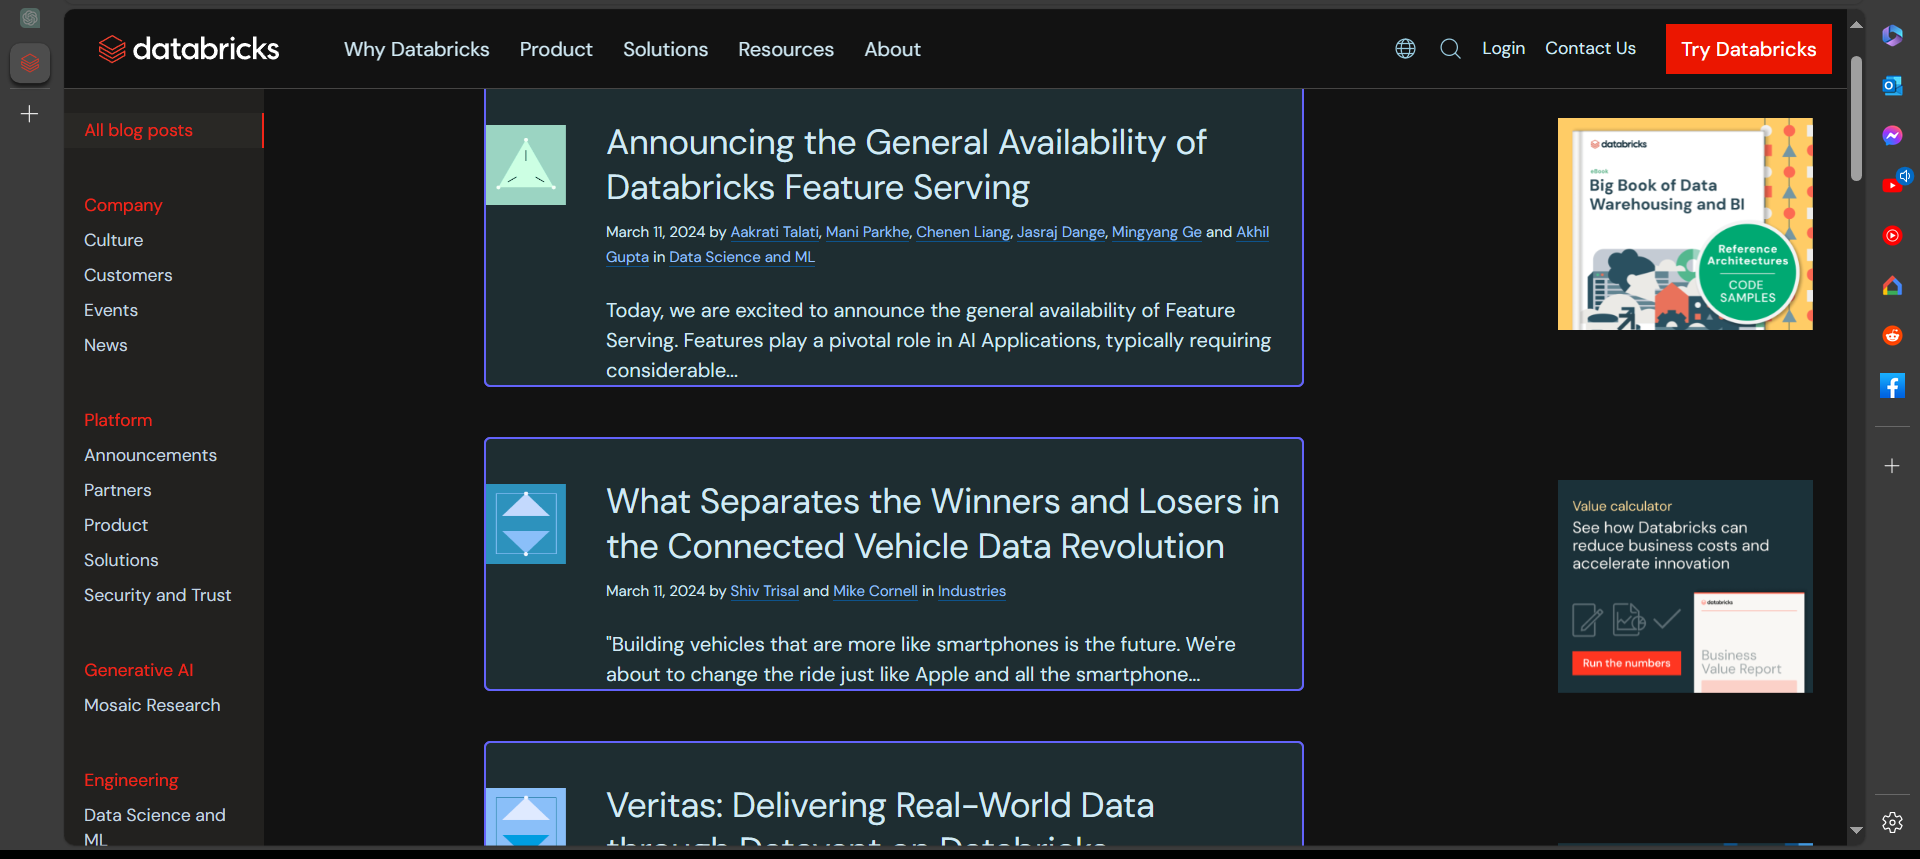 databricks
Why Databricks
Product
Solutions
Resources
About
Login
Contact Us
Try Databricks
All blog posts
Company
Culture
Customers
Events
News
Platform
Announcements
Partners
Product
Solutions
Security and Trust
Generative AI
Mosaic Research
Engineering
Data Science and
ML
Announcing the General Availability of
Databricks Feature Serving
March 11, 2024 by Aakrati Talati, Mani Parkhe, Chenen Liang, Jasraj Dange, Mingyang Ge and Akhil
Gupta in Data Science and ML
Today, we are excited to announce the general availability of Feature
Serving. Features play a pivotal role in AI Applications, typically requiring
considerable...
What Separates the Winners and Losers in
the Connected Vehicle Data Revolution
March 11, 2024 by Shiv Trisal and Mike Cornell in Industries
"Building vehicles that are more like smartphones is the future. We're
about to change the ride just like Apple and all the smartphone...
Veritas: Delivering Real-World Data
through Datavant on Databricks
databricks
eBook
Big Book of Data
Warehousing and BI
Reference
Architectures
CODE
SAMPLES
Value calculator
See how Databricks can
reduce business costs and
accelerate innovation
Run the numbers
databricks
Business
Value Report